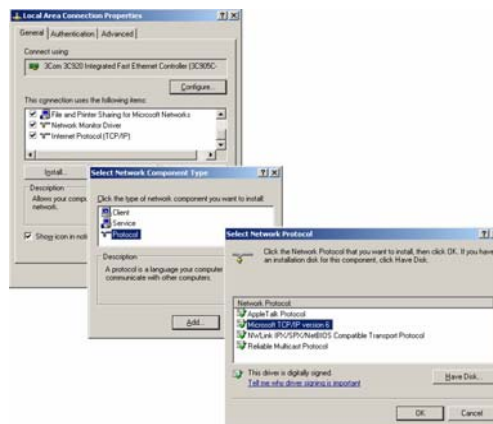 Local Area Connection Properties
General Authentication Advanced
Connect using:
3Com 3C920 Integrated Fast Ethernet Controller (3C905C-
Configure...
This connection uses the following items:
File and Printer Sharing for Microsoft Networks
Network Monitor Driver
Internet Protocol (TCP/IP)
Install...
Description
Allows your compu
network.
Show icon in noti
Select Network Component Type
Click the type of network component you want to install:
Client
Service
Protocol
Description
A protocol is a language your computer
communicate with other computers.
Add...
Select Network Protocol
Click the Network Protocol that you want to install, then click OK. If you have
an installation disk for this component, click Have Disk.
Network Protocol
AppleTalk Protocol
Microsoft TCP/IP version 6
NWLink IPX/SPX/NetBIOS Compatible Transport Protocol
Reliable Multicast Protocol
This driver is digitally signed.
Tell me why driver signing is important
Have Disk...
OK Cancel